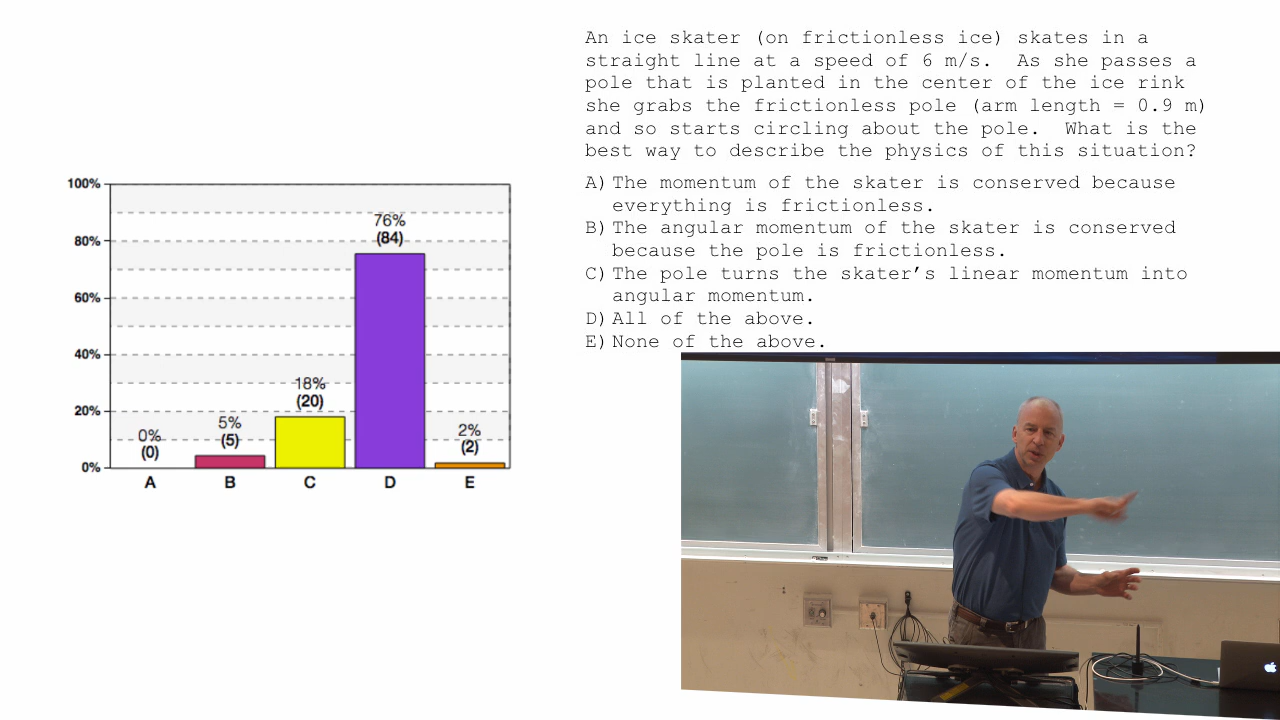 An ice skater (on frictionless ice) skates in a
straight line at a speed of 6 m/s.  As she passes a
pole that is planted in the center of the ice rink
she grabs the frictionless pole (arm length = 0.9 m)
and so starts circling about the pole.  What is the
best way to describe the physics of this situation?
A) The momentum of the skater is conserved because
everything is frictionless.
B) The angular momentum of the skater is conserved
because the pole is frictionless.
C) The pole turns the skater's linear momentum into
angular momentum.
D) All of the above.
E) None of the above.
100%
80%
60%
40%
20%
0%
0%
(0)
5%
(5)
18%
(20)
76%
(84)
2%
(2)
A B C D E